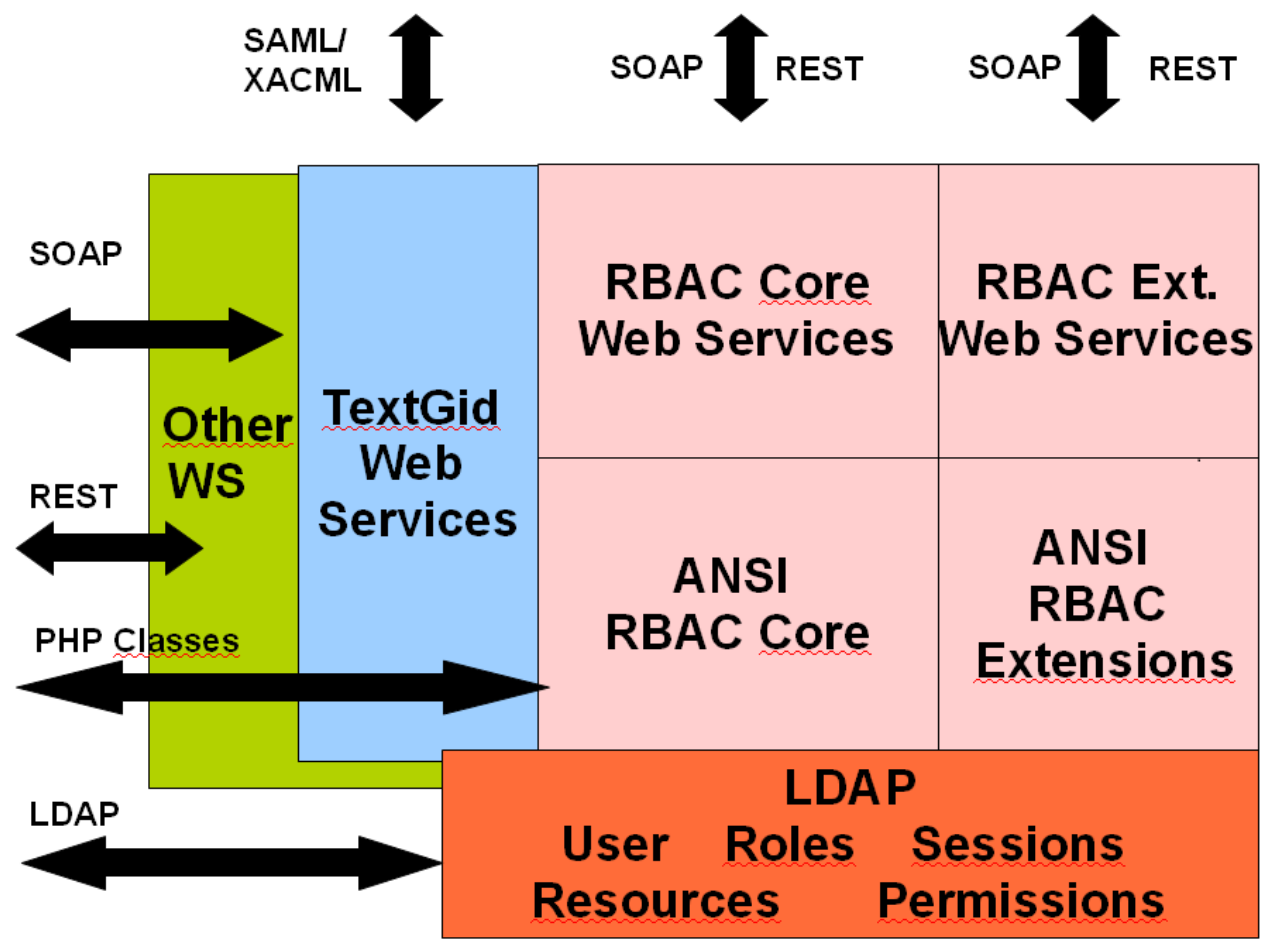 SAML/
XACML
SOAP REST
SOAP REST
SOAP
REST
PHP Classes
LDAP
Other
WS
TextGid
Web
Services
RBAC Core
Web Services
RBAC Ext.
Web Services
ANSI
RBAC Core
ANSI
RBAC
Extensions
LDAP
User Roles Sessions
Resources Permissions